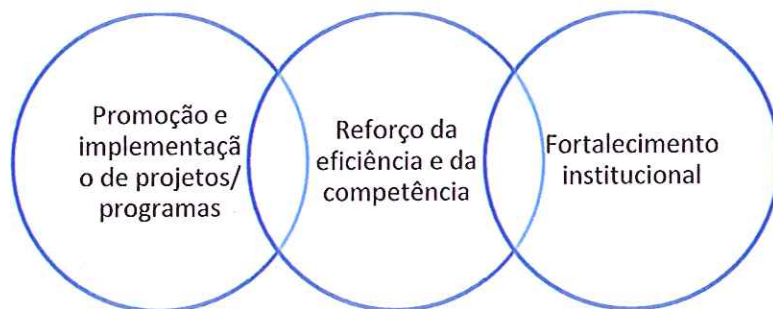 Promoção e
implementaçã
o de projetos/
programas
Reforço da
eficiência e da
competência
Fortalecimento
institucional